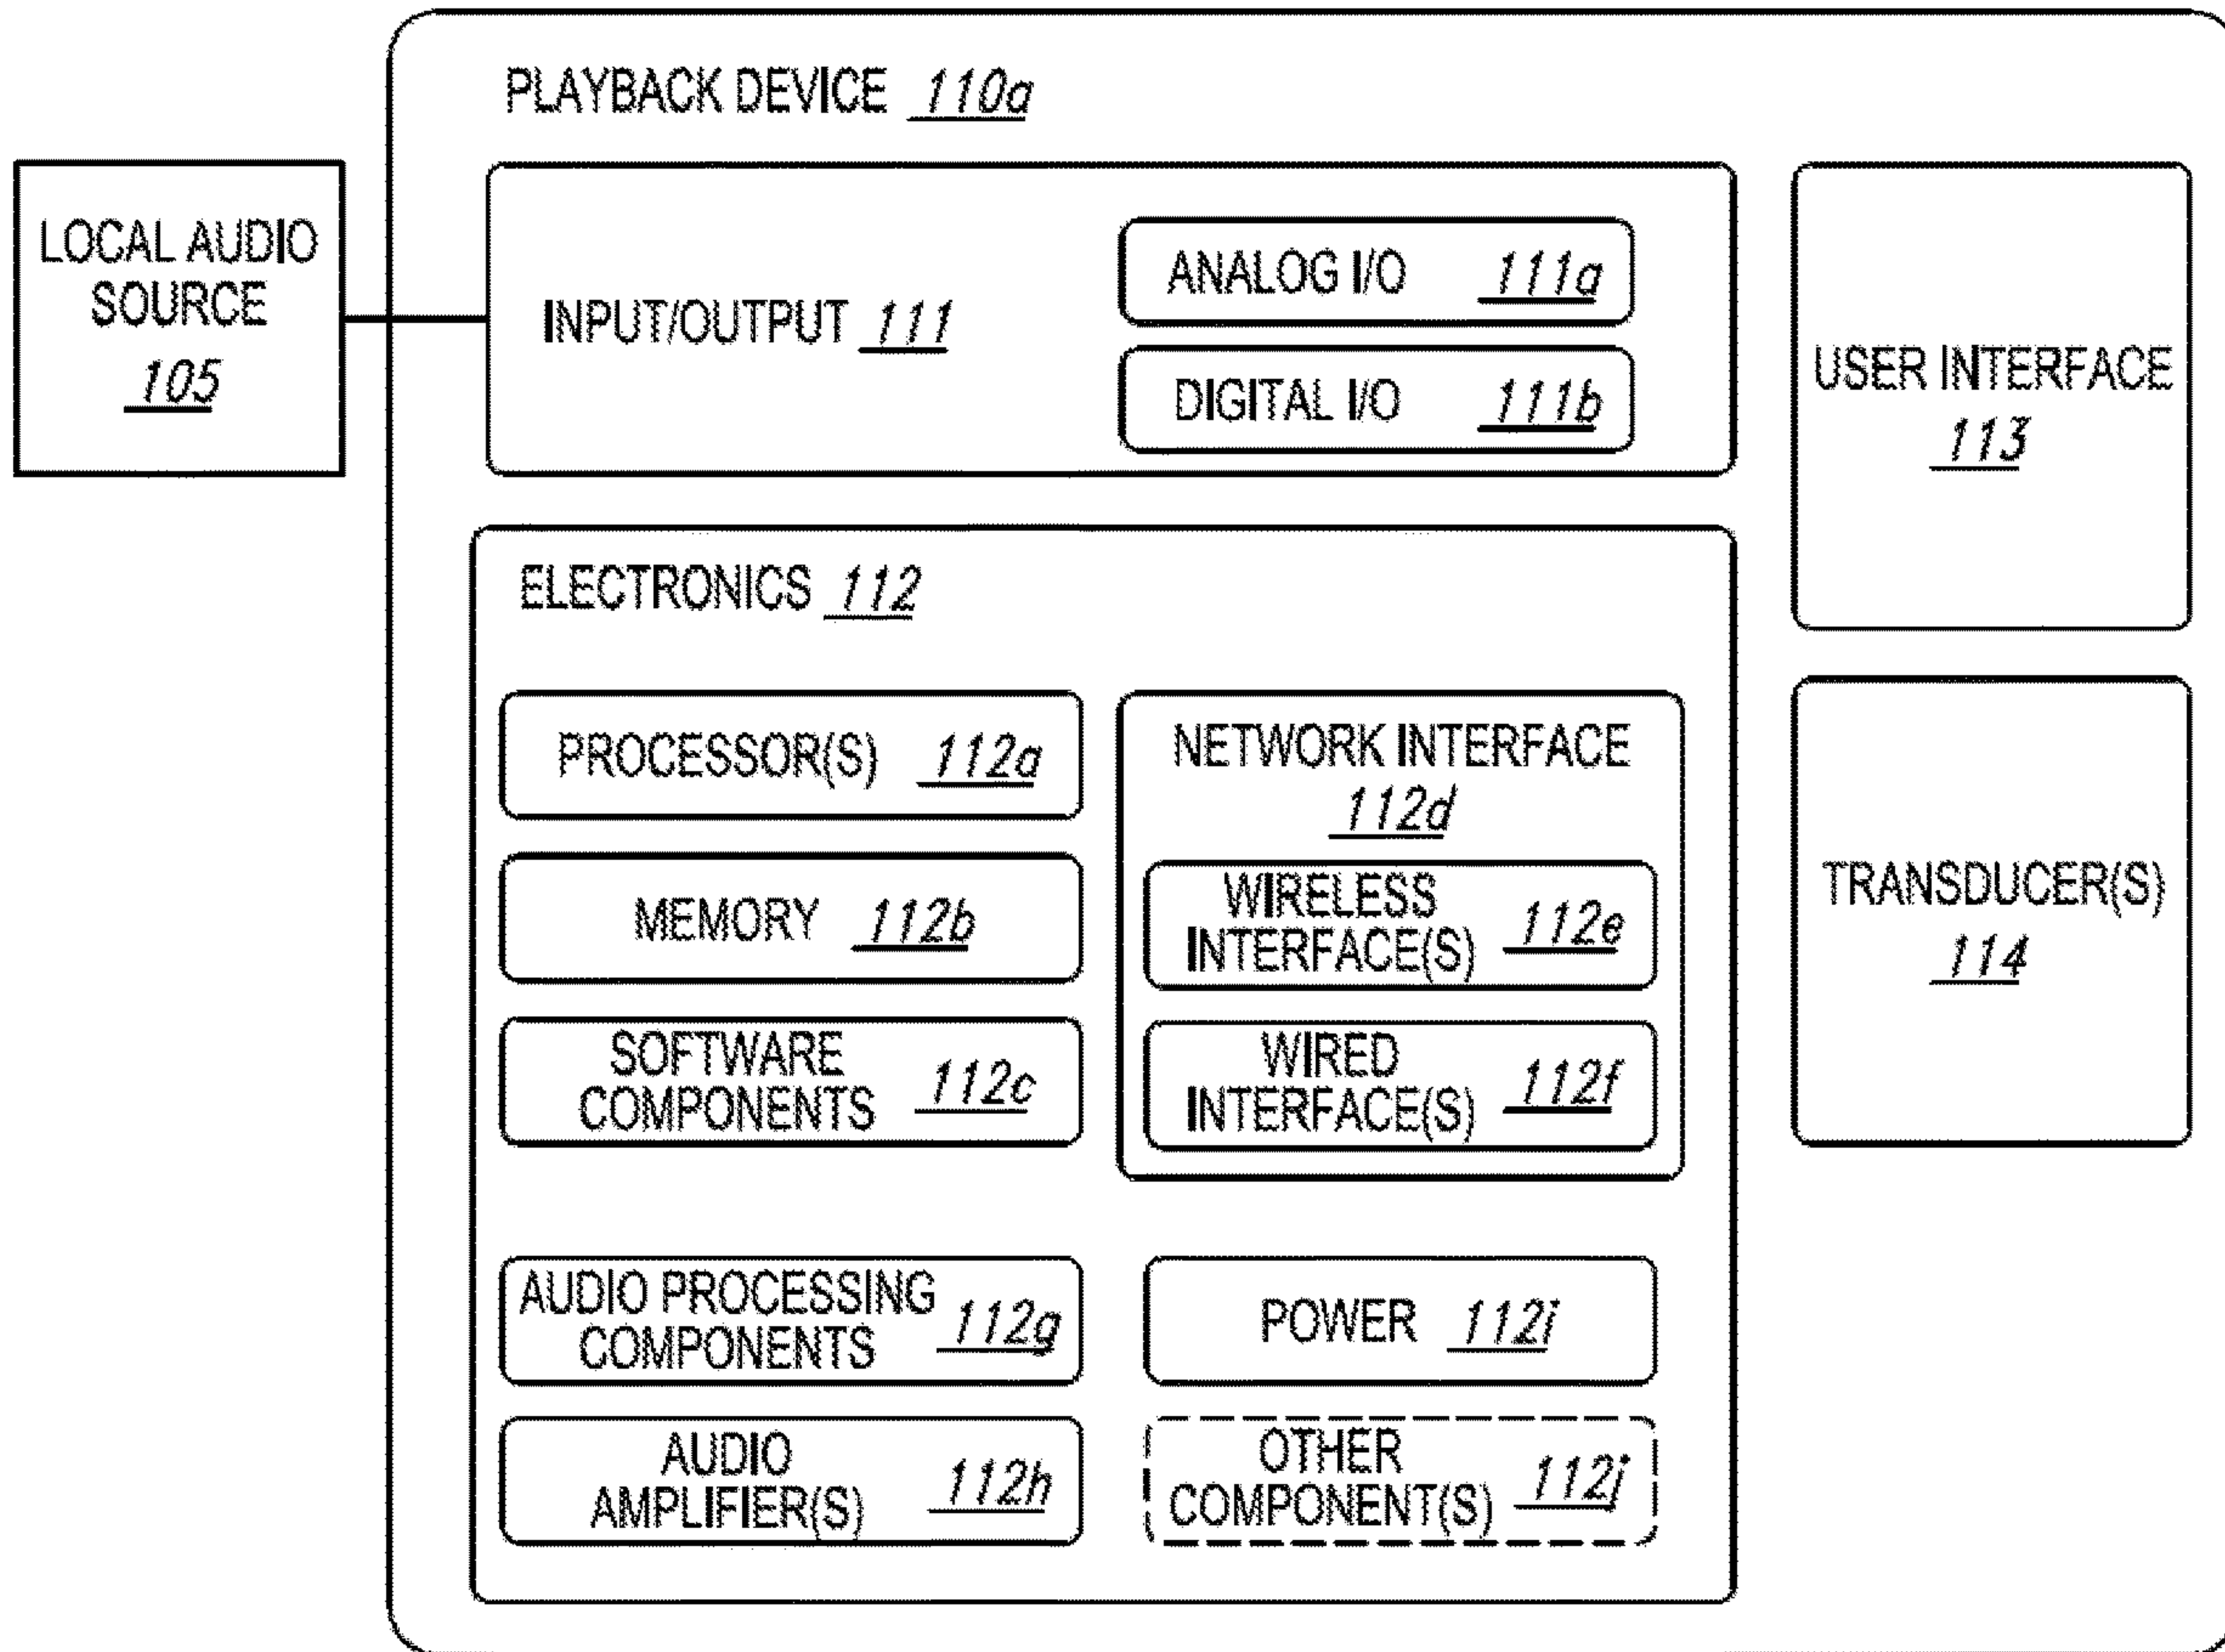 PLAYBACK DEVICE 110a
LOCAL AUDIO
SOURCE
105
INPUT/OUTPUT 111
ANALOG I/O 111a
DIGITAL I/O 111b
USER INTERFACE
113
ELECTRONICS 112
PROCESSOR(S) 112a
MEMORY 112b
SOFTWARE
COMPONENTS 112c
NETWORK INTERFACE
112d
WIRELESS
INTERFACE(S) 112e
WIRED
INTERFACE(S) 112f
TRANSDUCER(S)
114
AUDIO PROCESSING
COMPONENTS 112g
POWER 112i
AUDIO
AMPLIFIER(S) 112h
OTHER
COMPONENT(S) 112j